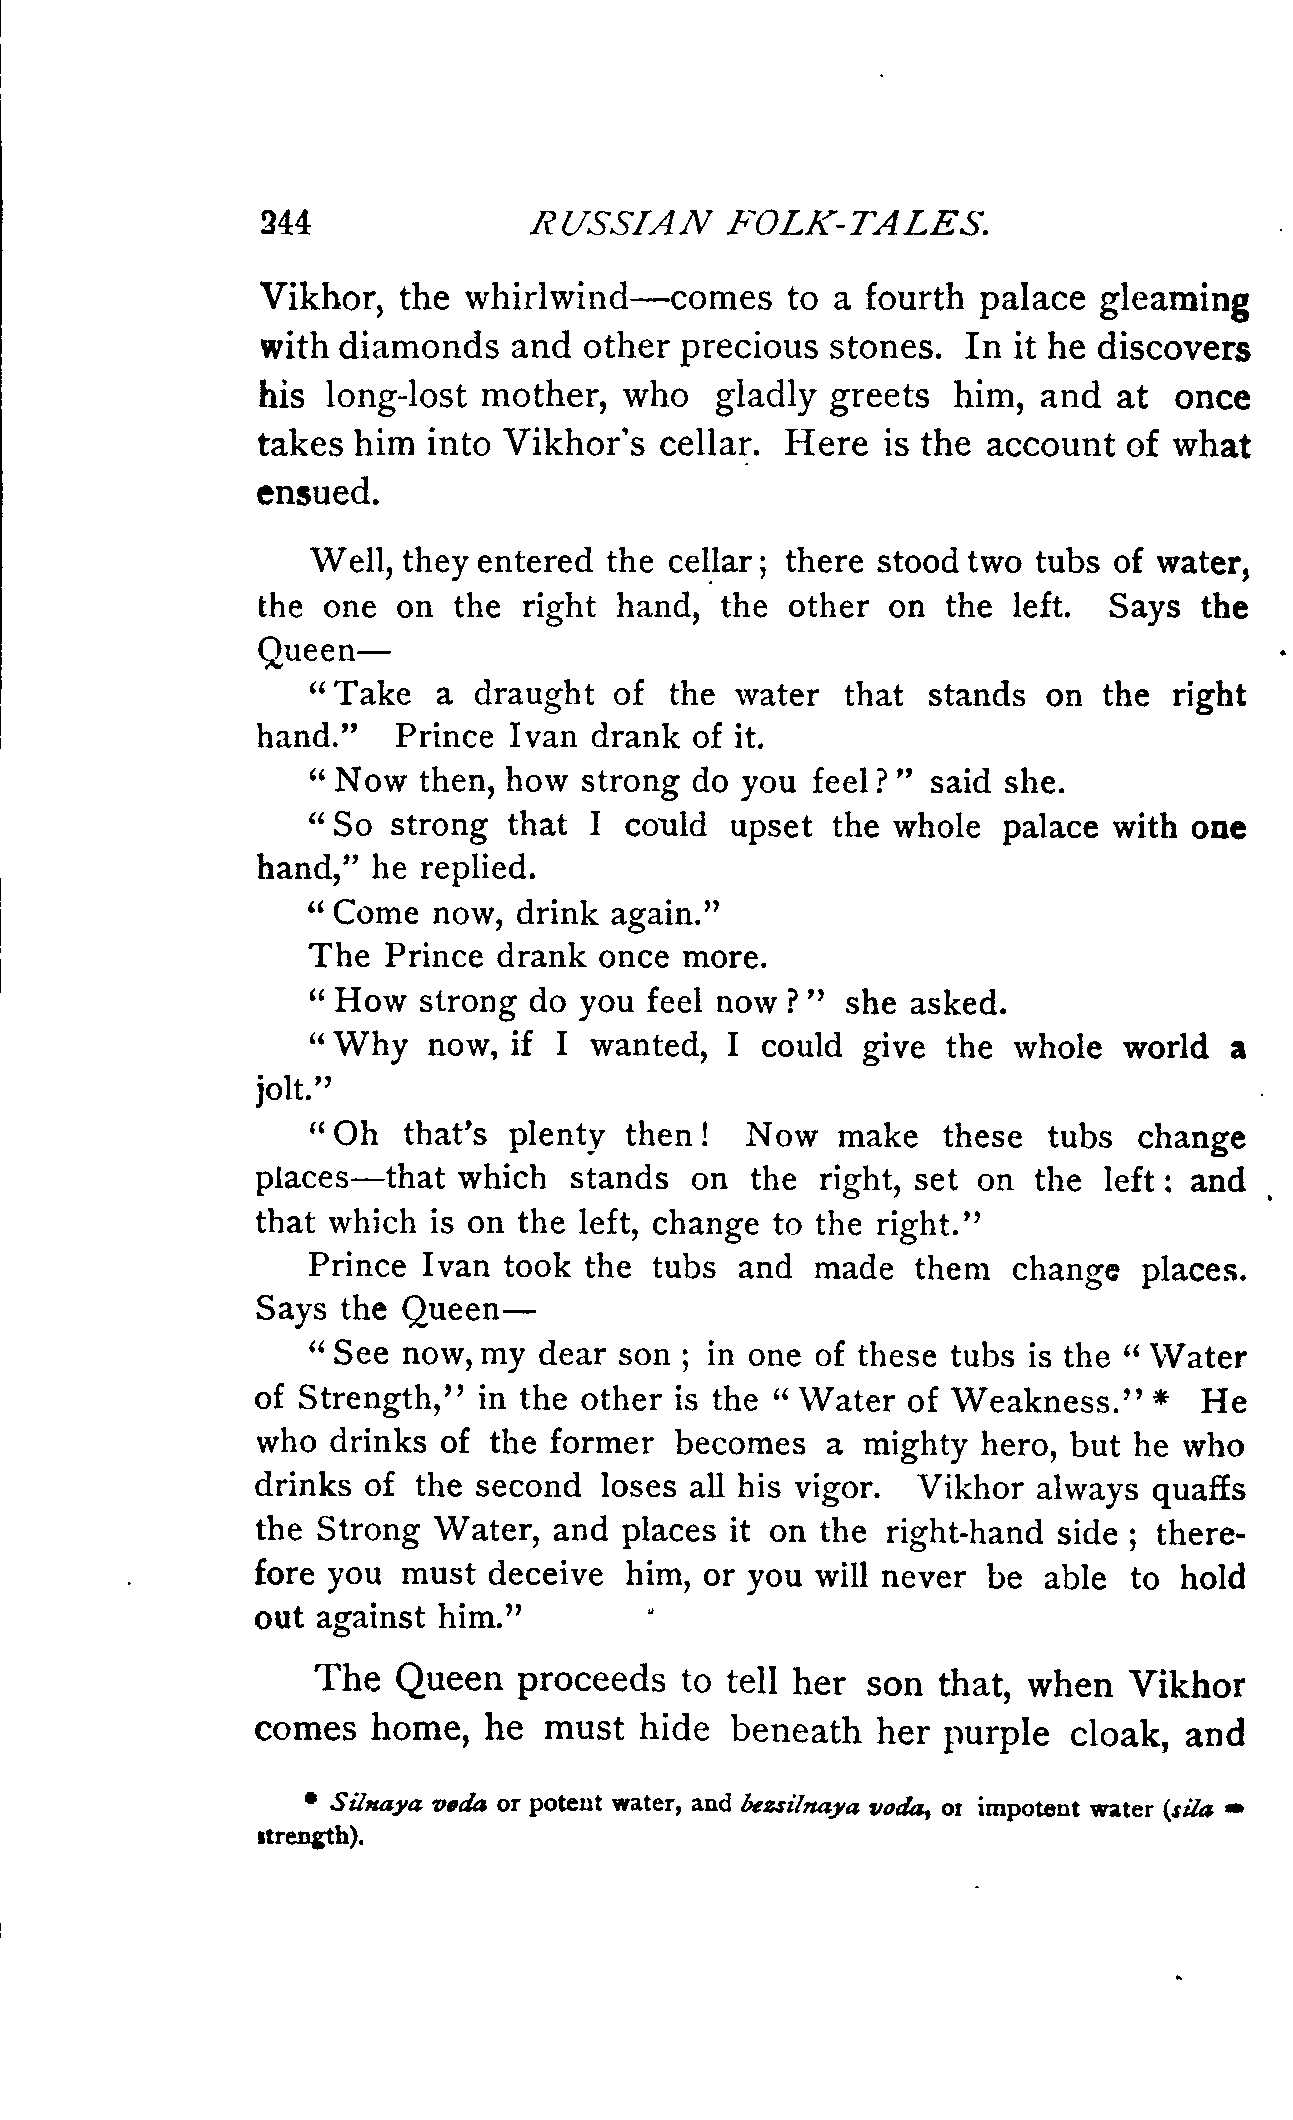 244 RUSSIAN FOLK-TALES.
Vikhor, the whirlwind—comes to a fourth palace gleaming
with diamonds and other precious stones. In it he discovers
his long-lost mother, who gladly greets him, and at once
takes him into Vikhor's cellar. Here is the account of what
ensued.
Well, they entered the cellar; there stood two tubs of water,
the one on the right hand, the other on the left. Says the
Queen—
"Take a draught of the water that stands on the right
hand." Prince Ivan drank of it.
"Now then, how strong do you feel?" said she.
"So strong that I could upset the whole palace with one
hand," he replied.
"Come now, drink again."
The Prince drank once more.
"How strong do you feel now?" she asked.
"Why now, if I wanted, I could give the whole world a
jolt."
"Oh that's plenty then! Now make these tubs change
places—that which stands on the right, set on the left: and
that which is on the left, change to the right."
Prince Ivan took the tubs and made them change places.
Says the Queen—
"See now, my dear son; in one of these tubs is the "Water
of Strength," in the other is the "Water of Weakness."* He
who drinks of the former becomes a mighty hero, but he who
drinks of the second loses all his vigor. Vikhor always quaffs
the Strong Water, and places it on the right-hand side; there-
fore you must deceive him, or you will never be able to hold
out against him."
The Queen proceeds to tell her son that, when Vikhor
comes home, he must hide beneath her purple cloak, and
* Silnaya voda or potent water, and bezsilnaya voda, or impotent water (sila =
strength).